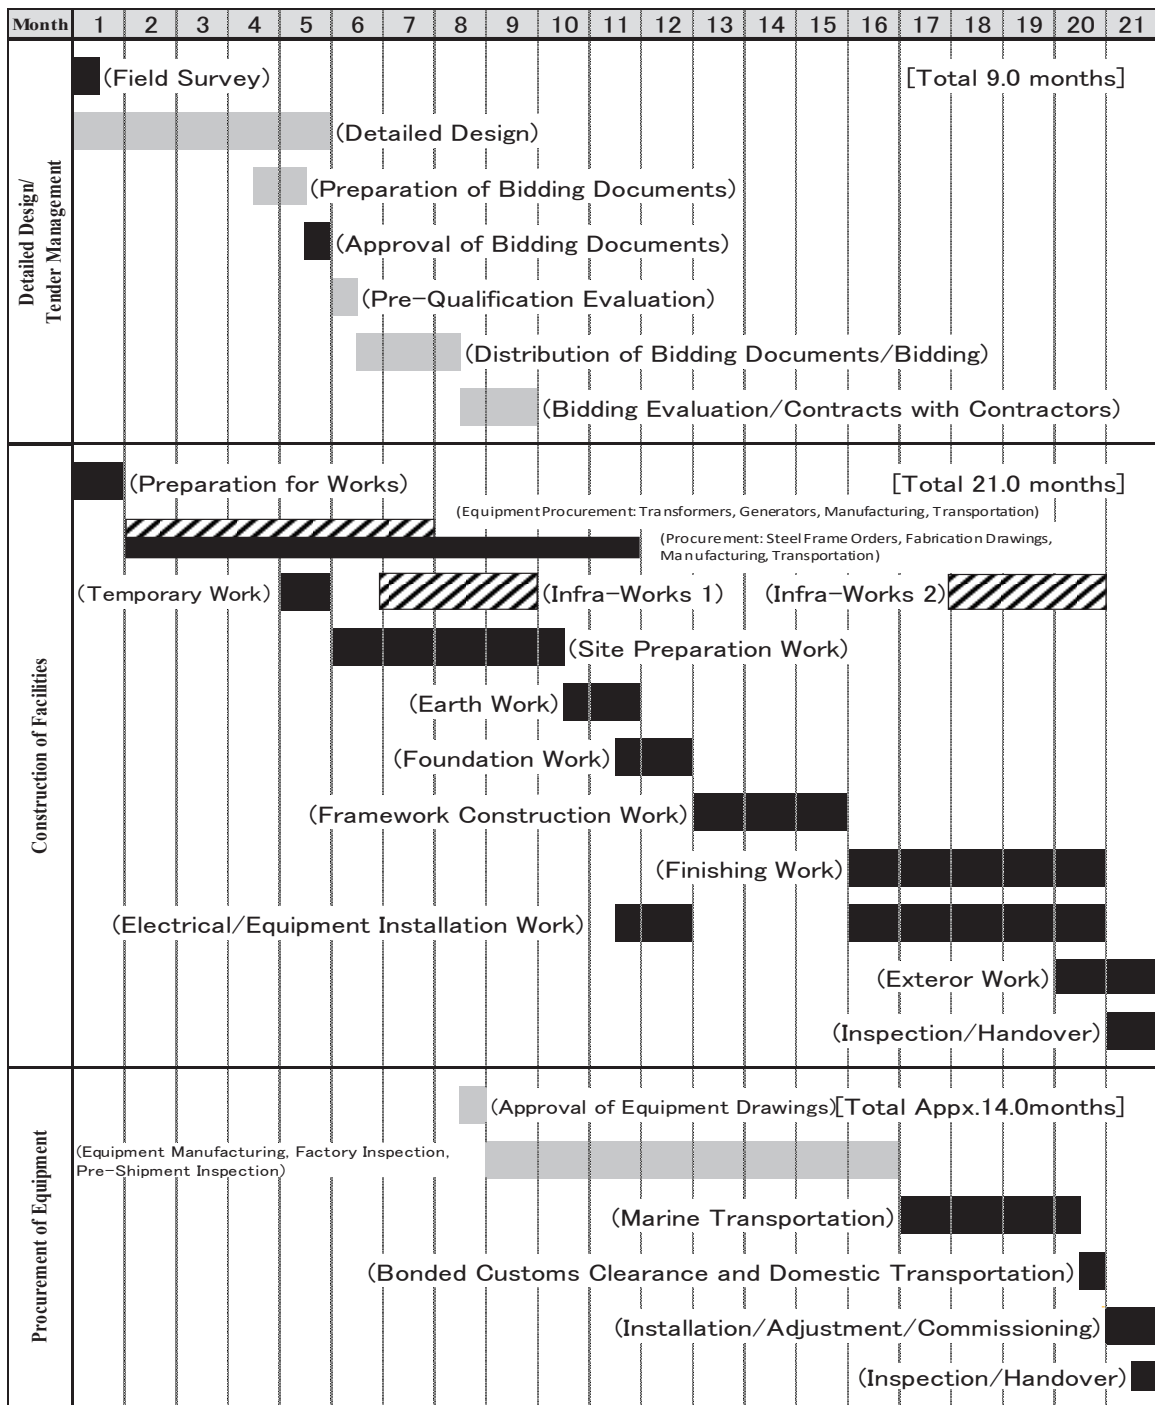 Month 1 2 3 4 5 6 7 8 9 10 11 12 13 14 15 16 17 18 19 20 21
Detailed Design/
Tender Management
(Field Survey) [Total 9.0 months]
(Detailed Design)
(Preparation of Bidding Documents)
(Approval of Bidding Documents)
(Pre-Qualification Evaluation)
(Distribution of Bidding Documents/Bidding)
(Bidding Evaluation/Contracts with Contractors)
Construction of Facilities
(Preparation for Works) [Total 21.0 months]
(Equipment Procurement: Transformers, Generators, Manufacturing, Transportation)
(Procurement: Steel Frame Orders, Fabrication Drawings,
Manufacturing, Transportation)
(Temporary Work) (Infra-Works 1) (Infra-Works 2)
(Site Preparation Work)
(Earth Work)
(Foundation Work)
(Framework Construction Work)
(Finishing Work)
(Electrical/Equipment Installation Work)
(Exteror Work)
(Inspection/Handover)
Procurement of Equipment
(Approval of Equipment Drawings) [Total Appx.14.0months]
(Equipment Manufacturing, Factory Inspection,
Pre-Shipment Inspection)
(Marine Transportation)
(Bonded Customs Clearance and Domestic Transportation)
(Installation/Adjustment/Commissioning)
(Inspection/Handover)